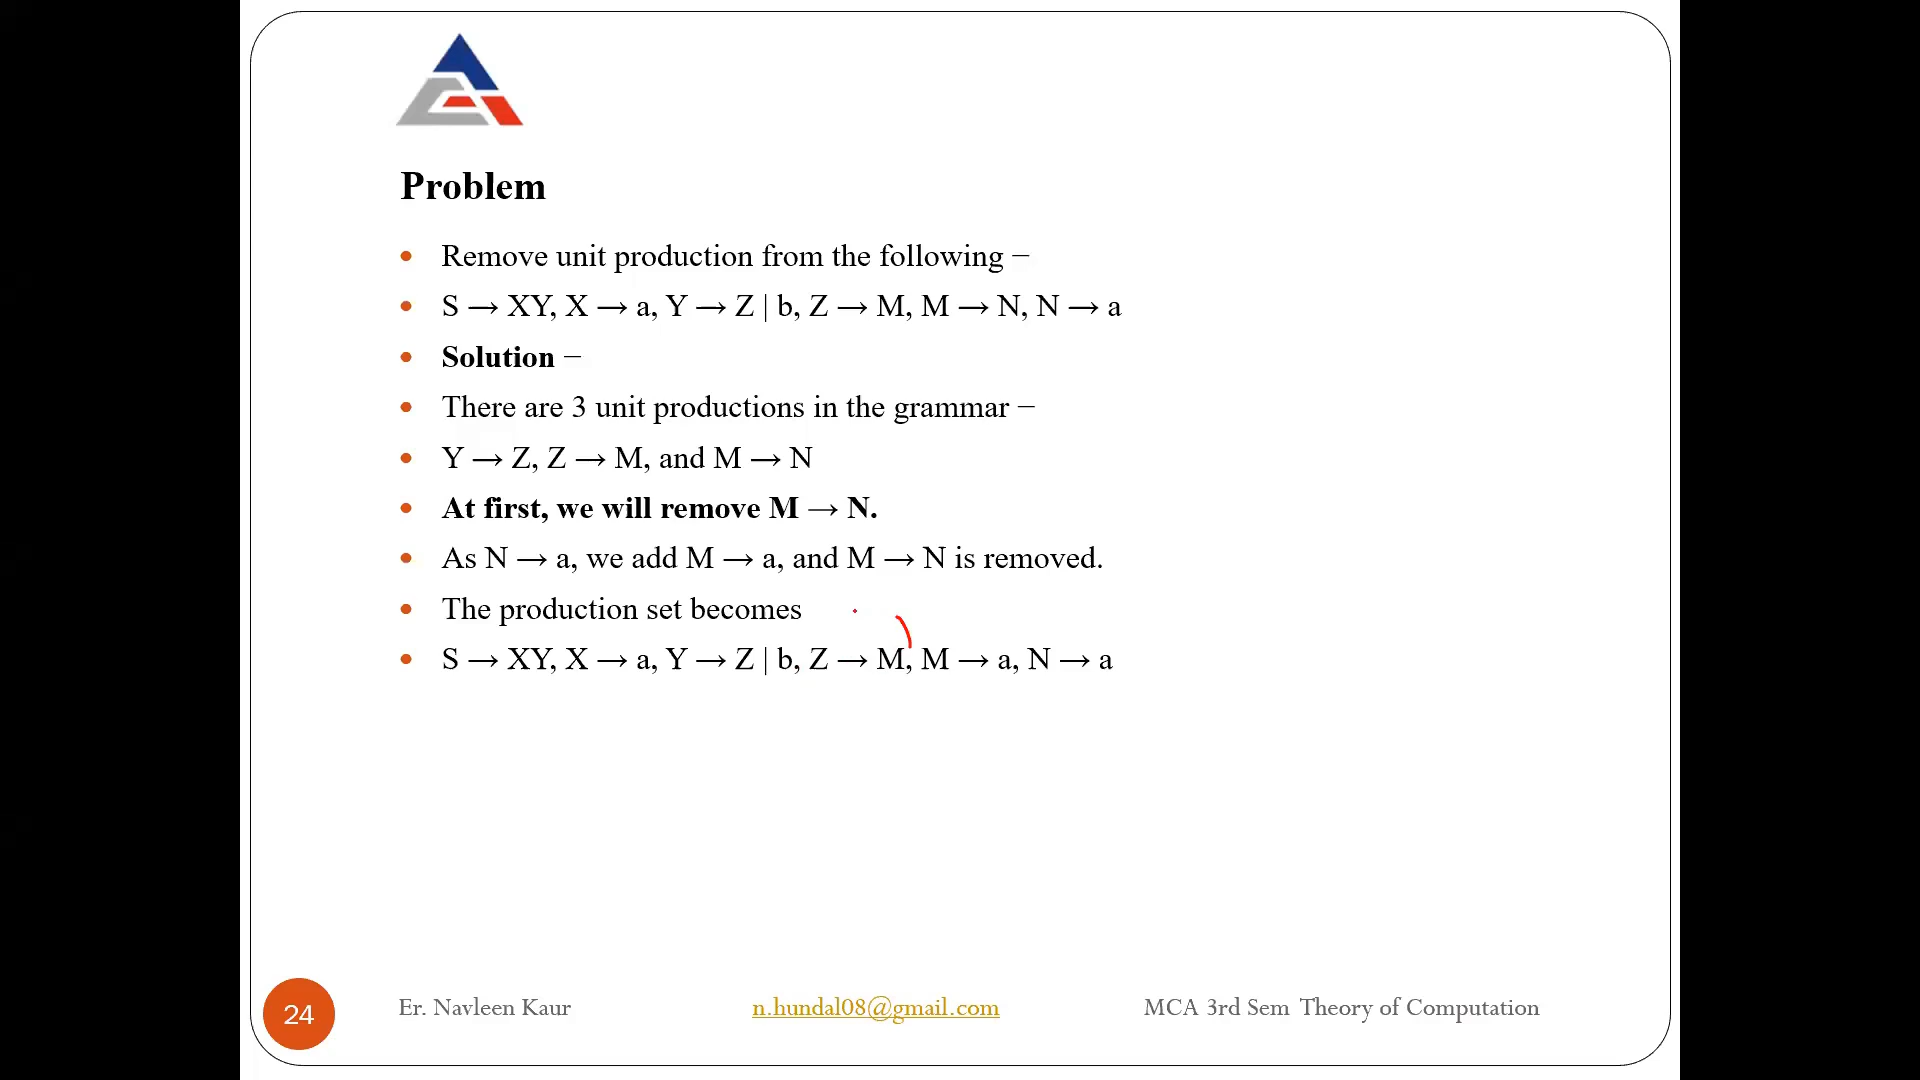 Problem
• Remove unit production from the following −
• S → XY, X → a, Y → Z | b, Z → M, M → N, N → a
• Solution −
• There are 3 unit productions in the grammar −
• Y → Z, Z → M, and M → N
• At first, we will remove M → N.
• As N → a, we add M → a, and M → N is removed.
• The production set becomes
• S → XY, X → a, Y → Z | b, Z → M, M → a, N → a
24 Er. Navleen Kaur n.hundal08@gmail.com MCA 3rd Sem Theory of Computation